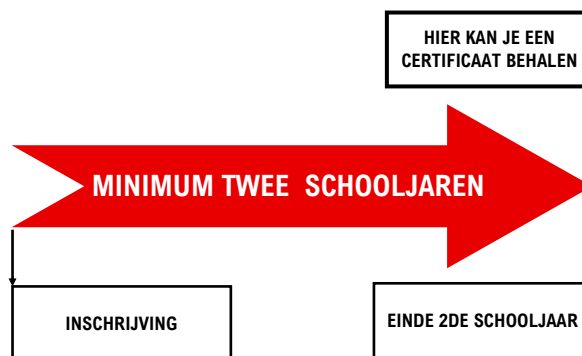 HIER KAN JE EEN
CERTIFICAAT BEHALEN
MINIMUM TWEE SCHOOLJAREN
INSCHRIJVING
EINDE 2DE SCHOOLJAAR